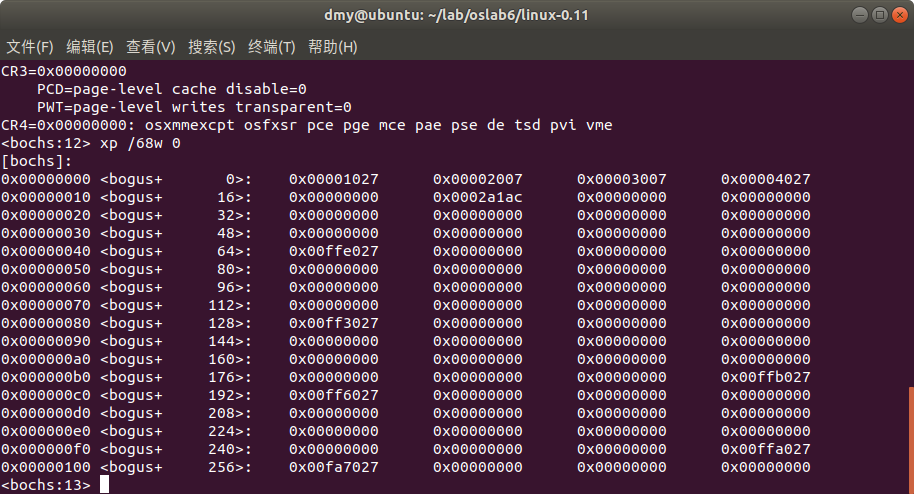 dmy@ubuntu: ~/lab/oslab6/linux-0.11
文件(F) 编辑(E) 查看(V) 搜索(S) 终端(T) 帮助(H)
CR3=0x00000000
    PCD=page-level cache disable=0
    PWT=page-level writes transparent=0
CR4=0x00000000: osxmmexcpt osfxsr pce pge mce pae pse de tsd pvi vme
<bochs:12> xp /68w 0
[bochs]:
0x00000000 <bogus+       0>:    0x00001027      0x00002007      0x00003007      0x00004027
0x00000010 <bogus+      16>:    0x00000000      0x0002a1ac      0x00000000      0x00000000
0x00000020 <bogus+      32>:    0x00000000      0x00000000      0x00000000      0x00000000
0x00000030 <bogus+      48>:    0x00000000      0x00000000      0x00000000      0x00000000
0x00000040 <bogus+      64>:    0x00ffe027      0x00000000      0x00000000      0x00000000
0x00000050 <bogus+      80>:    0x00000000      0x00000000      0x00000000      0x00000000
0x00000060 <bogus+      96>:    0x00000000      0x00000000      0x00000000      0x00000000
0x00000070 <bogus+     112>:    0x00000000      0x00000000      0x00000000      0x00000000
0x00000080 <bogus+     128>:    0x00ff3027      0x00000000      0x00000000      0x00000000
0x00000090 <bogus+     144>:    0x00000000      0x00000000      0x00000000      0x00000000
0x000000a0 <bogus+     160>:    0x00000000      0x00000000      0x00000000      0x00000000
0x000000b0 <bogus+     176>:    0x00000000      0x00000000      0x00000000      0x00ffb027
0x000000c0 <bogus+     192>:    0x00ff6027      0x00000000      0x00000000      0x00000000
0x000000d0 <bogus+     208>:    0x00000000      0x00000000      0x00000000      0x00000000
0x000000e0 <bogus+     224>:    0x00000000      0x00000000      0x00000000      0x00000000
0x000000f0 <bogus+     240>:    0x00000000      0x00000000      0x00000000      0x00ffa027
0x00000100 <bogus+     256>:    0x00fa7027      0x00000000      0x00000000      0x00000000
<bochs:13>